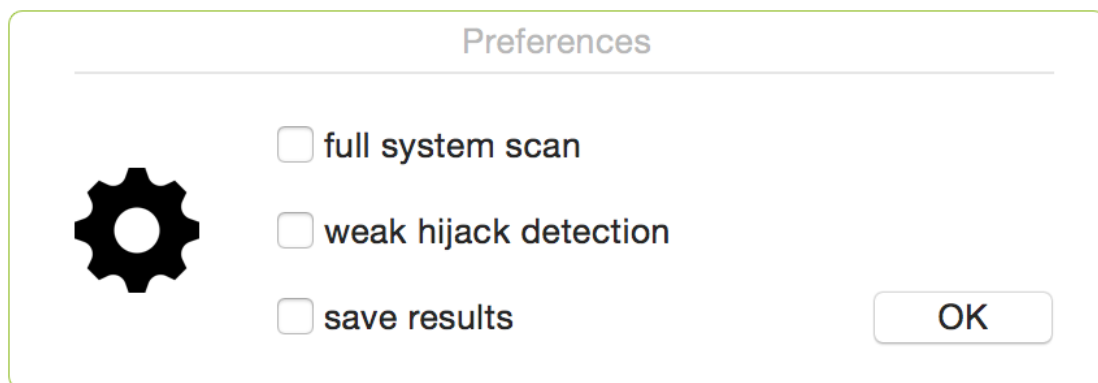 Preferences
full system scan
weak hijack detection
save results
OK